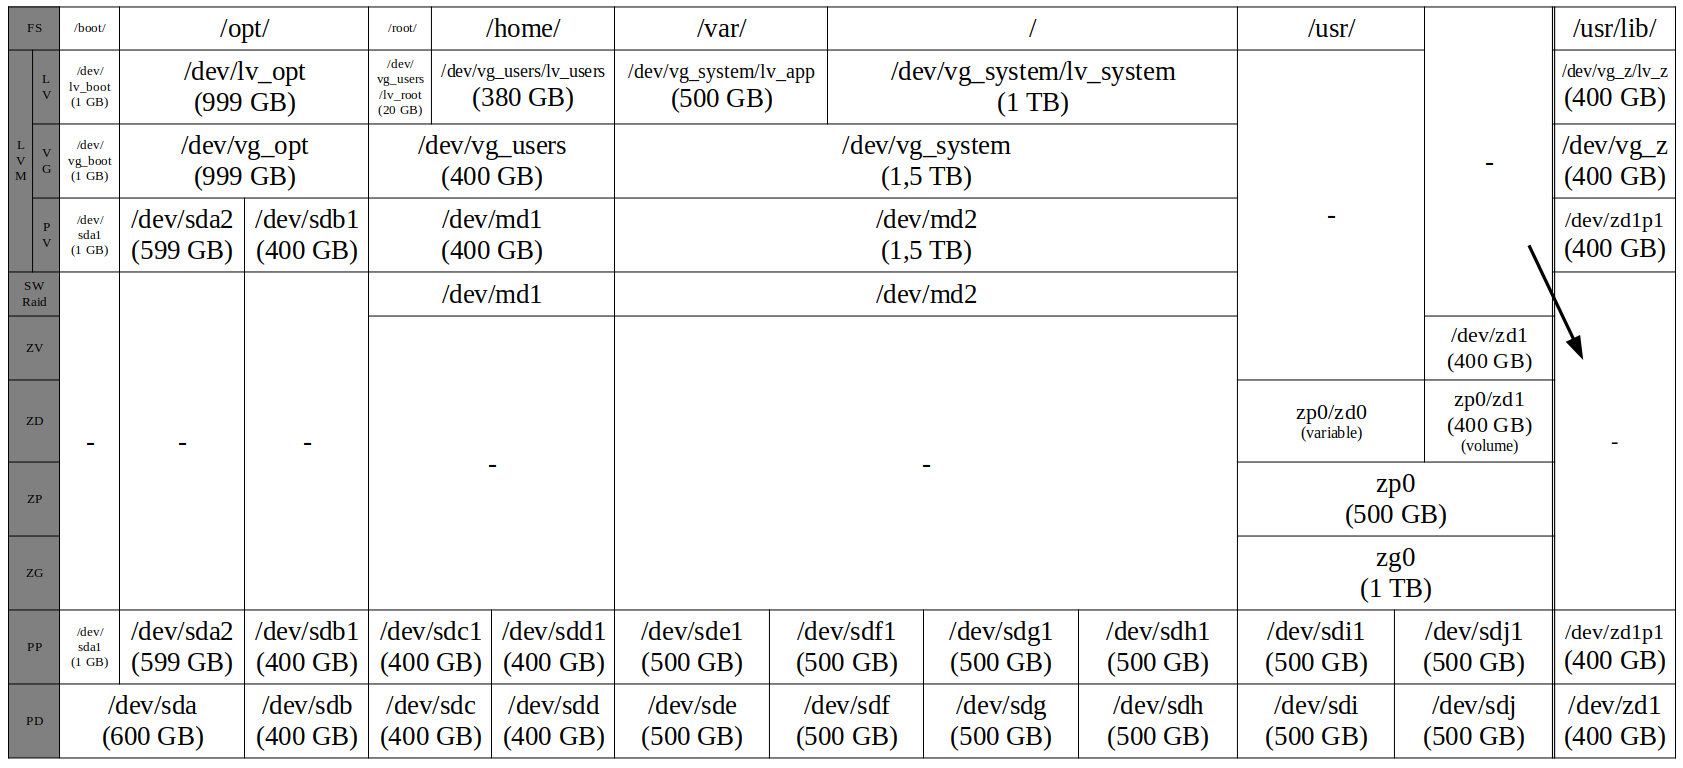 FS /boot/ /opt/ /root/ /home/ /var/ / /usr/ /usr/lib/
L
V
M
L
V
/dev/
lv_boot
(1 GB)
/dev/lv_opt
(999 GB)
/dev/
vg_users
/lv_root
(20 GB)
/dev/vg_users/lv_users
(380 GB)
/dev/vg_system/lv_app
(500 GB)
/dev/vg_system/lv_system
(1 TB)
-
-
/dev/vg_z/lv_z
(400 GB)
V
G
/dev/
vg_boot
(1 GB)
/dev/vg_opt
(999 GB)
/dev/vg_users
(400 GB)
/dev/vg_system
(1,5 TB)
/dev/vg_z
(400 GB)
P
V
/dev/
sda1
(1 GB)
/dev/sda2
(599 GB)
/dev/sdb1
(400 GB)
/dev/md1
(400 GB)
/dev/md2
(1,5 TB)
/dev/zd1p1
(400 GB)
SW
Raid
-
-
-
/dev/md1
/dev/md2
-
ZV
-
-
/dev/zd1
(400 GB)
ZD
zp0/zd0
(variable)
zp0/zd1
(400 GB)
(volume)
ZP
zp0
(500 GB)
ZG
zg0
(1 TB)
PP
/dev/
sda1
(1 GB)
/dev/sda2
(599 GB)
/dev/sdb1
(400 GB)
/dev/sdc1
(400 GB)
/dev/sdd1
(400 GB)
/dev/sde1
(500 GB)
/dev/sdf1
(500 GB)
/dev/sdg1
(500 GB)
/dev/sdh1
(500 GB)
/dev/sdi1
(500 GB)
/dev/sdj1
(500 GB)
/dev/zd1p1
(400 GB)
PD
/dev/sda
(600 GB)
/dev/sdb
(400 GB)
/dev/sdc
(400 GB)
/dev/sdd
(400 GB)
/dev/sde
(500 GB)
/dev/sdf
(500 GB)
/dev/sdg
(500 GB)
/dev/sdh
(500 GB)
/dev/sdi
(500 GB)
/dev/sdj
(500 GB)
/dev/zd1
(400 GB)